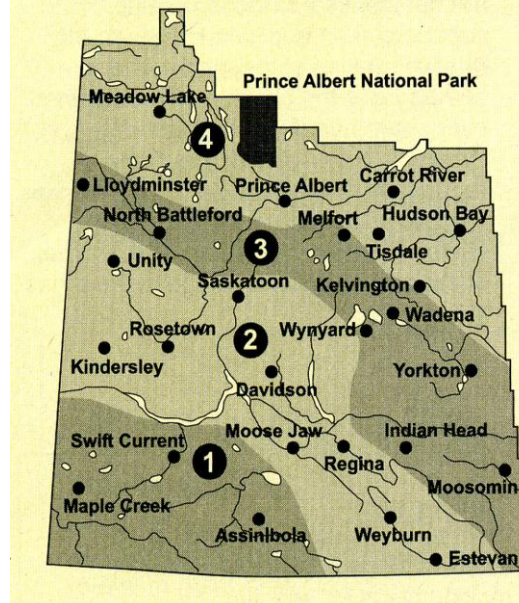 Prince Albert National Park
Meadow Lake
4
Carrot River
Lloydminster
Prince Albert
North Battleford
Melfort
Hudson Bay
3
Tisdale
Unity
Saskatoon
Kelvington
Wadena
Rosetown
2
Wynyard
Kindersley
Davidson
Yorkton
Swift Current
Moose Jaw
Indian Head
1
Regina
Moosomin
Maple Creek
Assiniboia
Weyburn
Estevan